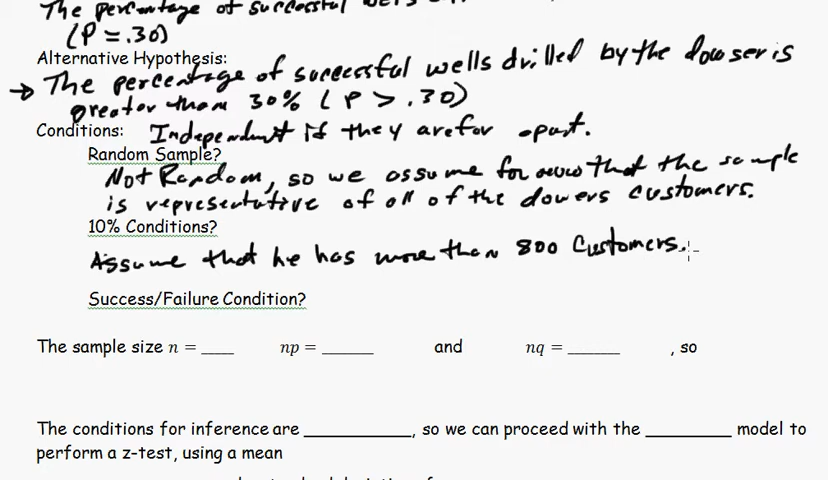 The percentage of successful wells
(P = .30)
Alternative Hypothesis:
→ The percentage of successful wells drilled by the dowser is
greater than 30% (P > .30)
Conditions: Independent if they are far apart.
Random Sample?
Not Random, so we assume for now that the sample
is representative of all of the dowers customers.
10% Conditions?
Assume that he has more than 800 Customers.
Success/Failure Condition?
The sample size n = ____ np = ______ and nq = ______ , so
The conditions for inference are ___________, so we can proceed with the ________ model to
perform a z-test, using a mean